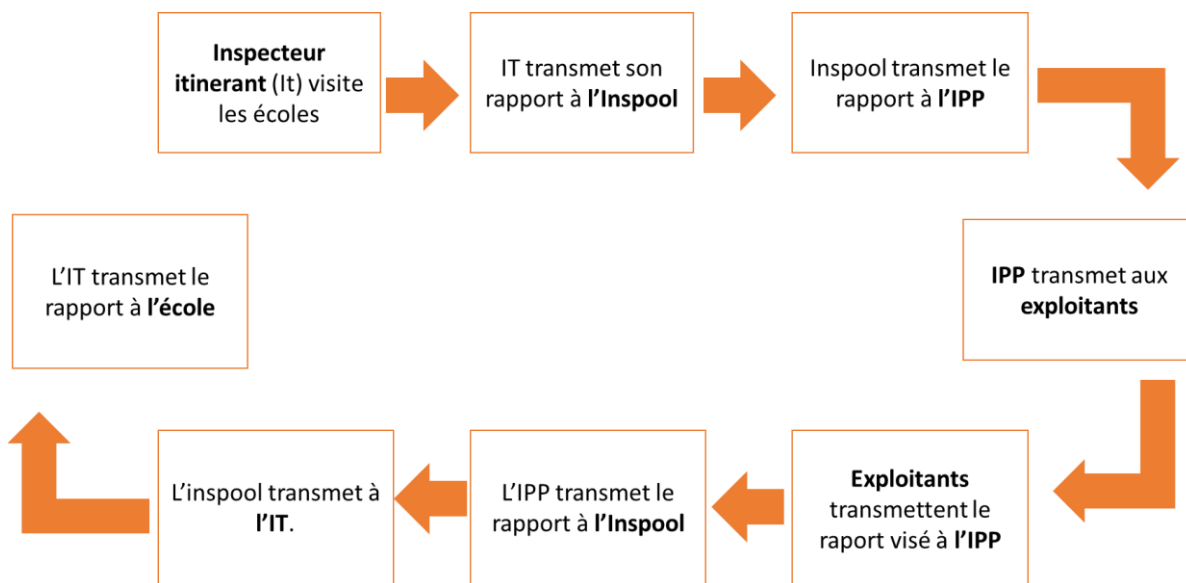 Inspecteur
itinerant (It) visite
les écoles
IT transmet son
rapport à l'Inspool
Inspool transmet le
rapport à l'IPP
IPP transmet aux
exploitants
Exploitants
transmettent le
raport visé à l'IPP
L'IPP transmet le
rapport à l'Inspool
L'inspool transmet à
l'IT.
L'IT transmet le
rapport à l'école